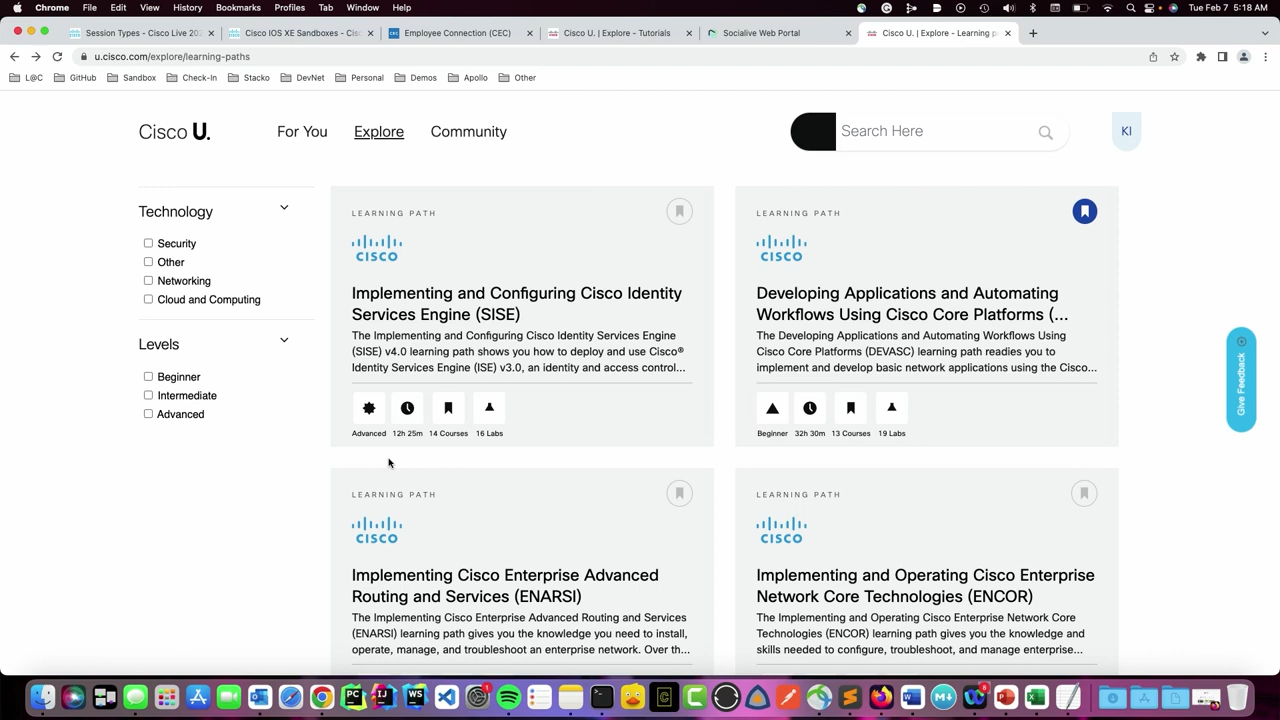 Chrome File Edit View History Bookmarks Profiles Tab Window Help Tue Feb 7 5:18 AM
Session Types - Cisco Live 202 Cisco IOS XE Sandboxes - Cisc Employee Connection (CEC) Cisco U. | Explore - Tutorials Socialive Web Portal Cisco U. | Explore - Learning p
u.cisco.com/explore/learning-paths
L@C GitHub Sandbox Check-In Stacko DevNet Personal Demos Apollo Other
Cisco U. For You Explore Community Search Here KI
Technology
Security
Other
Networking
Cloud and Computing
Levels
Beginner
Intermediate
Advanced
LEARNING PATH
CISCO
Implementing and Configuring Cisco Identity
Services Engine (SISE)
The Implementing and Configuring Cisco Identity Services Engine
(SISE) v4.0 learning path shows you how to deploy and use Cisco®
Identity Services Engine (ISE) v3.0, an identity and access control...
Advanced 12h 25m 14 Courses 16 Labs
LEARNING PATH
CISCO
Developing Applications and Automating
Workflows Using Cisco Core Platforms (...
The Developing Applications and Automating Workflows Using
Cisco Core Platforms (DEVASC) learning path readies you to
implement and develop basic network applications using the Cisco...
Beginner 32h 30m 13 Courses 19 Labs
LEARNING PATH
CISCO
Implementing Cisco Enterprise Advanced
Routing and Services (ENARSI)
The Implementing Cisco Enterprise Advanced Routing and Services
(ENARSI) learning path gives you the knowledge you need to install,
operate, manage, and troubleshoot an enterprise network. Over th...
LEARNING PATH
CISCO
Implementing and Operating Cisco Enterprise
Network Core Technologies (ENCOR)
The Implementing and Operating Cisco Enterprise Network Core
Technologies (ENCOR) learning path gives you the knowledge and
skills needed to configure, troubleshoot, and manage enterprise...
Give Feedback